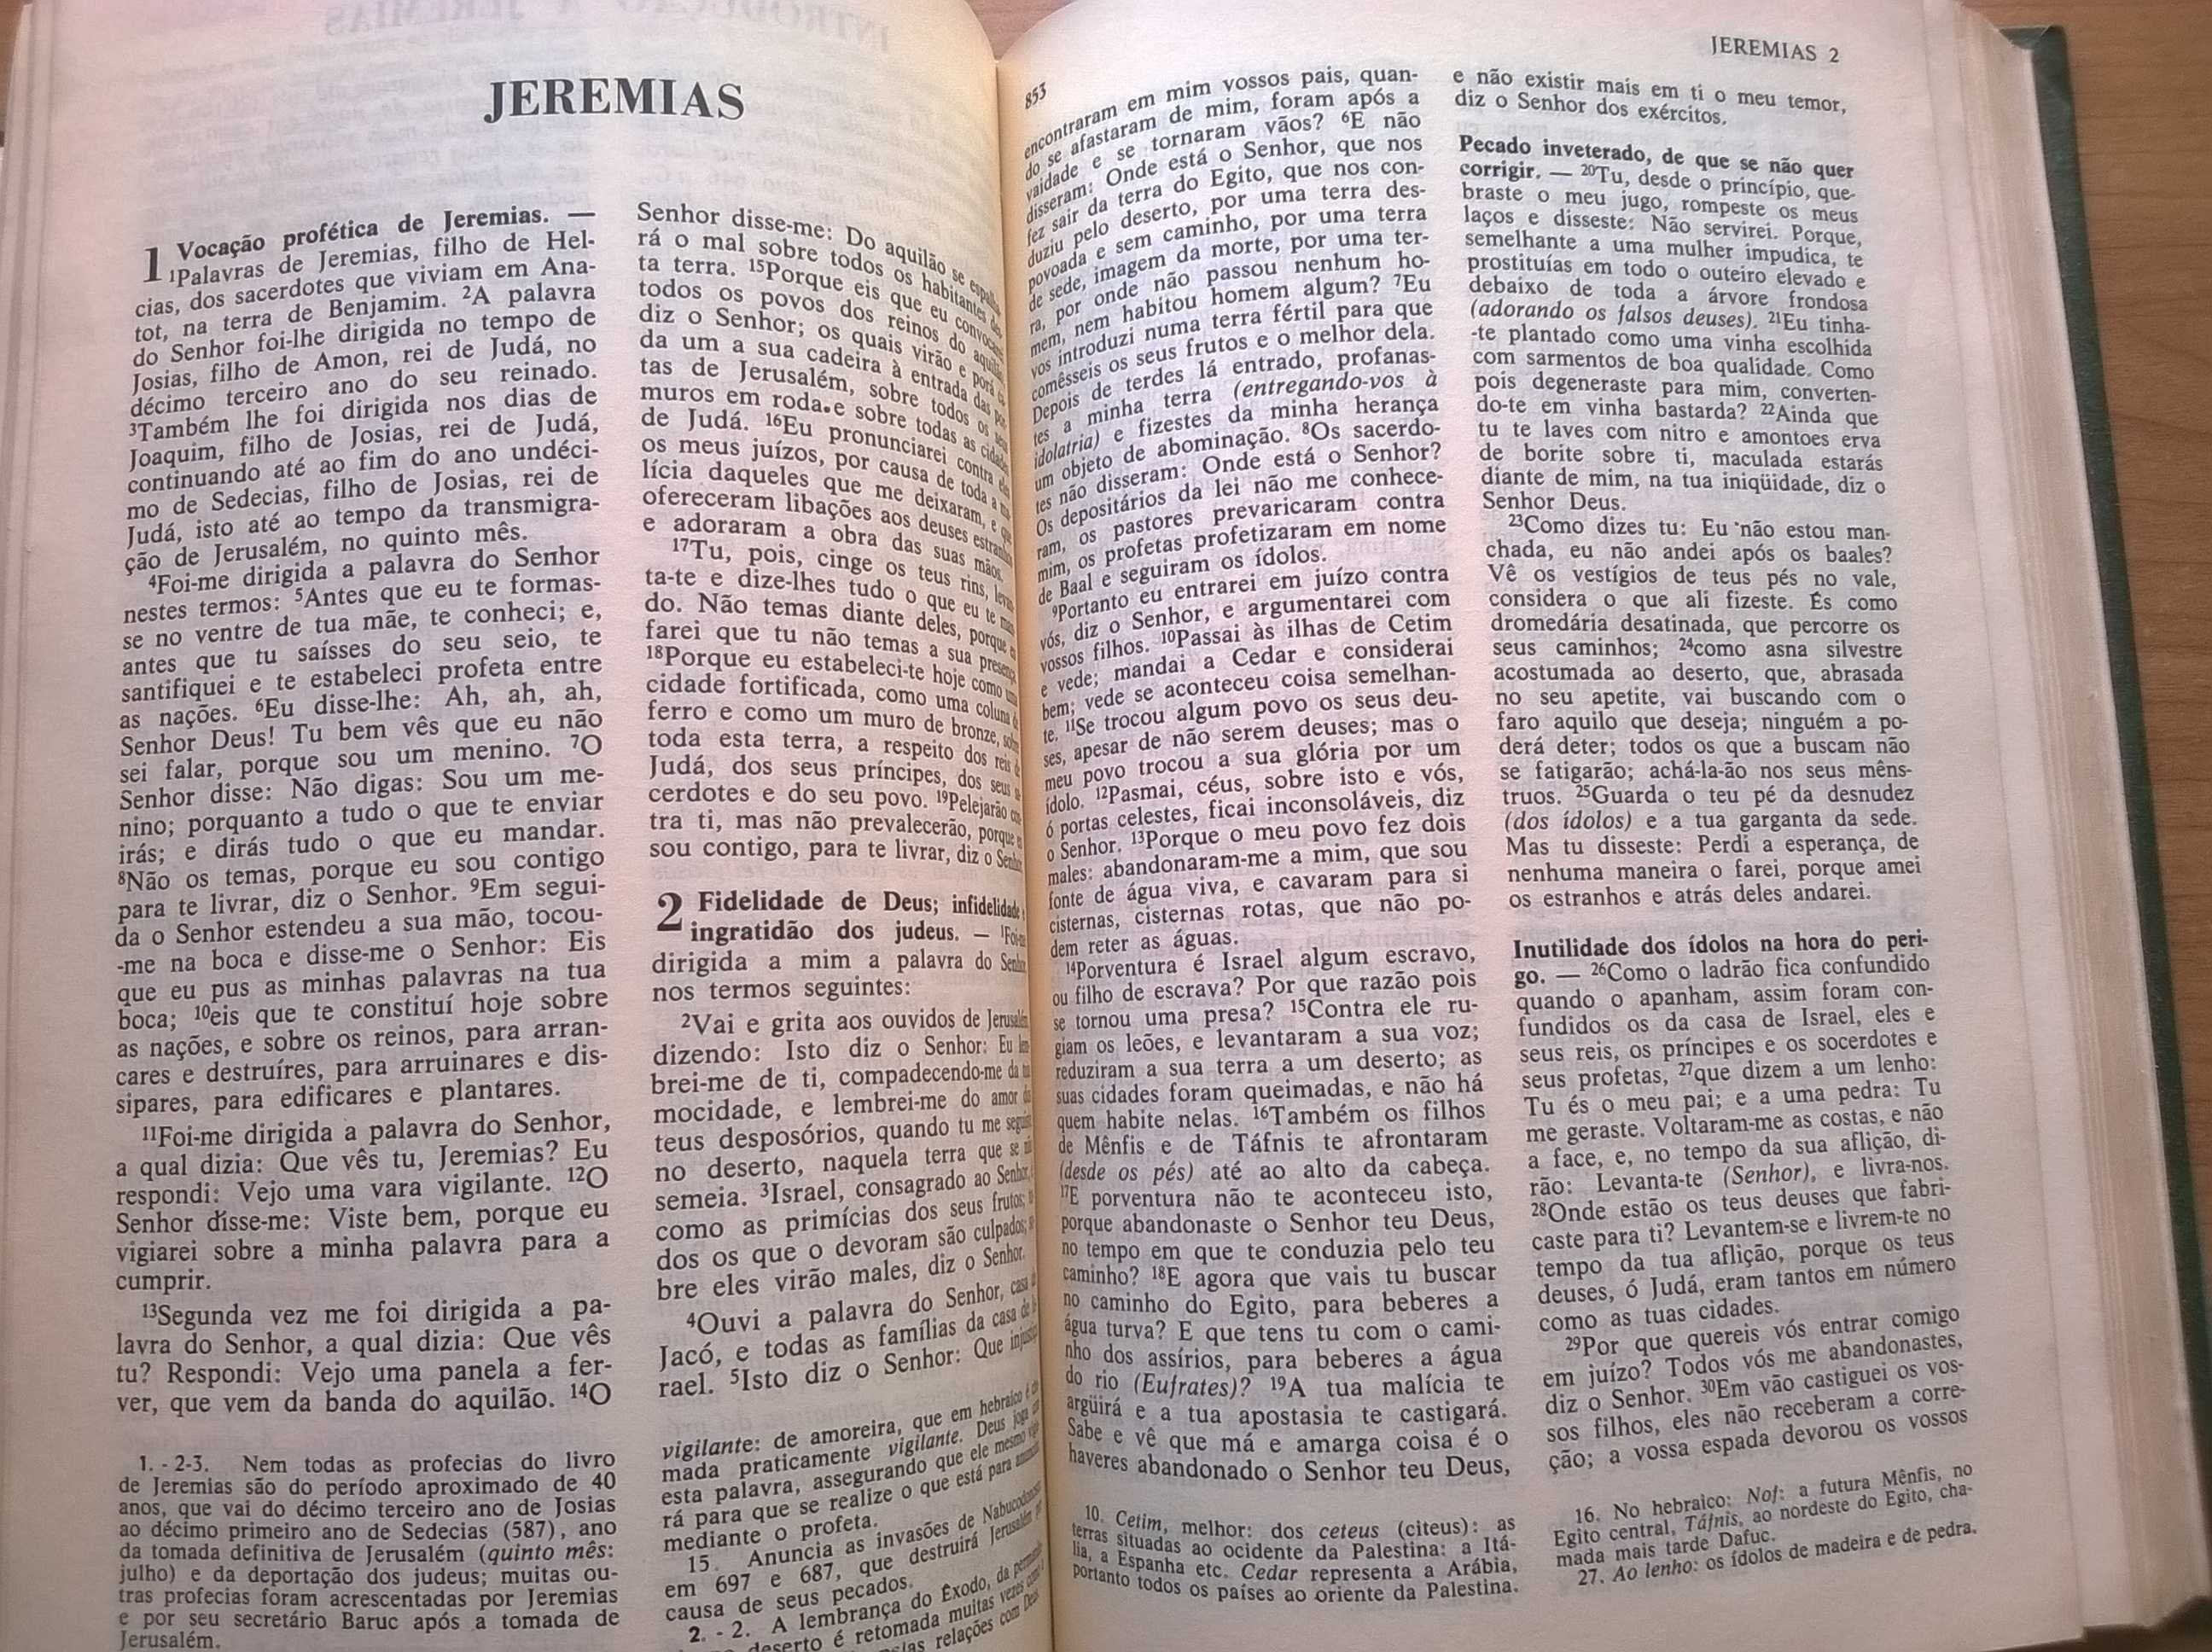 JEREMIAS
1 Vocação profética de Jeremias. —
¹Palavras de Jeremias, filho de Hel-
cias, dos sacerdotes que viviam em Ana-
tot, na terra de Benjamim. ²A palavra
do Senhor foi-lhe dirigida no tempo de
Josias, filho de Amon, rei de Judá, no
décimo terceiro ano do seu reinado.
³Também lhe foi dirigida nos dias de
Joaquim, filho de Josias, rei de Judá,
continuando até ao fim do ano undéci-
mo de Sedecias, filho de Josias, rei de
Judá, isto até ao tempo da transmigra-
ção de Jerusalém, no quinto mês.
⁴Foi-me dirigida a palavra do Senhor
nestes termos: ⁵Antes que eu te formas-
se no ventre de tua mãe, te conheci; e,
antes que tu saísses do seu seio, te
santifiquei e te estabeleci profeta entre
as nações. ⁶Eu disse-lhe: Ah, ah, ah,
Senhor Deus! Tu bem vês que eu não
sei falar, porque sou um menino. ⁷O
Senhor disse: Não digas: Sou um me-
nino; porquanto a tudo o que te enviar
irás; e dirás tudo o que eu mandar.
⁸Não os temas, porque eu sou contigo
para te livrar, diz o Senhor. ⁹Em segui-
da o Senhor estendeu a sua mão, tocou-
-me na boca e disse-me o Senhor: Eis
que eu pus as minhas palavras na tua
boca; ¹⁰eis que te constituí hoje sobre
as nações, e sobre os reinos, para arran-
cares e destruíres, para arruinares e dis-
sipares, para edificares e plantares.
¹¹Foi-me dirigida a palavra do Senhor,
a qual dizia: Que vês tu, Jeremias? Eu
respondi: Vejo uma vara vigilante. ¹²O
Senhor disse-me: Viste bem, porque eu
vigiarei sobre a minha palavra para a
cumprir.
¹³Segunda vez me foi dirigida a pa-
lavra do Senhor, a qual dizia: Que vês
tu? Respondi: Vejo uma panela a fer-
ver, que vem da banda do aquilão. ¹⁴O
Senhor disse-me: Do aquilão se espalha-
rá o mal sobre todos os habitantes des-
ta terra. ¹⁵Porque eis que eu convocarei
todos os povos dos reinos do aquilão,
diz o Senhor; os quais virão e porá ca-
da um a sua cadeira à entrada das por-
tas de Jerusalém, sobre todos os seus
muros em roda e sobre todas as cidades
de Judá. ¹⁶Eu pronunciarei contra eles
os meus juízos, por causa de toda a ma-
lícia daqueles que me deixaram, e que
ofereceram libações aos deuses estranhos
e adoraram a obra das suas mãos.
¹⁷Tu, pois, cinge os teus rins, levan-
ta-te e dize-lhes tudo o que eu te man-
do. Não temas diante deles, porque eu
farei que tu não temas a sua presença.
¹⁸Porque eu estabeleci-te hoje como uma
cidade fortificada, como uma coluna de
ferro e como um muro de bronze, sobre
toda esta terra, a respeito dos reis de
Judá, dos seus príncipes, dos seus sa-
cerdotes e do seu povo. ¹⁹Pelejarão con-
tra ti, mas não prevalecerão, porque eu
sou contigo, para te livrar, diz o Senhor.
2 Fidelidade de Deus; infidelidade e
ingratidão dos judeus. — ¹Foi-me
dirigida a mim a palavra do Senhor
nos termos seguintes:
²Vai e grita aos ouvidos de Jerusalém,
dizendo: Isto diz o Senhor: Eu lem-
brei-me de ti, compadecendo-me da tua
mocidade, e lembrei-me do amor dos
teus desposórios, quando tu me seguiste
no deserto, naquela terra que se não
semeia. ³Israel, consagrado ao Senhor, é
como as primícias dos seus frutos; to-
dos os que o devoram são culpados; so-
bre eles virão males, diz o Senhor.
⁴Ouvi a palavra do Senhor, casa de
Jacó, e todas as famílias da casa de Is-
rael. ⁵Isto diz o Senhor: Que injustiça
1. - 2-3. Nem todas as profecias do livro
de Jeremias são do período aproximado de 40
anos, que vai do décimo terceiro ano de Josias
ao décimo primeiro ano de Sedecias (587), ano
da tomada definitiva de Jerusalém (quinto mês:
julho) e da deportação dos judeus; muitas ou-
tras profecias foram acrescentadas por Jeremias
e por seu secretário Baruc após a tomada de
Jerusalém.
vigilante: de amoreira, que em hebraico é cha-
mada praticamente vigilante. Deus joga com
esta palavra, assegurando que ele mesmo vigia-
rá para que se realize o que está para anunciar
mediante o profeta.
15. Anuncia as invasões de Nabucodonosor
em 697 e 687, que destruirá Jerusalém por
causa de seus pecados.
2. - 2. A lembrança do Êxodo, da permanência
deserto é retomada muitas vezes como
relações com Deus
853
JEREMIAS 2
encontraram em mim vossos pais, quan-
do se afastaram de mim, foram após a
vaidade e se tornaram vãos? ⁶E não
disseram: Onde está o Senhor, que nos
fez sair da terra do Egito, que nos con-
duziu pelo deserto, por uma terra des-
povoada e sem caminho, por uma terra
de sede, imagem da morte, por uma ter-
ra, por onde não passou nenhum ho-
mem, nem habitou homem algum? ⁷Eu
vos introduzi numa terra fértil para que
comêsseis os seus frutos e o melhor dela.
Depois de terdes lá entrado, profanas-
tes a minha terra (entregando-vos à
idolatria) e fizestes da minha herança
um objeto de abominação. ⁸Os sacerdo-
tes não disseram: Onde está o Senhor?
Os depositários da lei não me conhece-
ram, os pastores prevaricaram contra
mim, os profetas profetizaram em nome
de Baal e seguiram os ídolos.
⁹Portanto eu entrarei em juízo contra
vós, diz o Senhor, e argumentarei com
vossos filhos. ¹⁰Passai às ilhas de Cetim
e vede; mandai a Cedar e considerai
bem; vede se aconteceu coisa semelhan-
te. ¹¹Se trocou algum povo os seus deu-
ses, apesar de não serem deuses; mas o
meu povo trocou a sua glória por um
ídolo. ¹²Pasmai, céus, sobre isto e vós,
ó portas celestes, ficai inconsoláveis, diz
o Senhor. ¹³Porque o meu povo fez dois
males: abandonaram-me a mim, que sou
fonte de água viva, e cavaram para si
cisternas, cisternas rotas, que não po-
dem reter as águas.
¹⁴Porventura é Israel algum escravo,
ou filho de escrava? Por que razão pois
se tornou uma presa? ¹⁵Contra ele ru-
giam os leões, e levantaram a sua voz;
reduziram a sua terra a um deserto; as
suas cidades foram queimadas, e não há
quem habite nelas. ¹⁶Também os filhos
de Mênfis e de Táfnis te afrontaram
(desde os pés) até ao alto da cabeça.
¹⁷E porventura não te aconteceu isto,
porque abandonaste o Senhor teu Deus,
no tempo em que te conduzia pelo teu
caminho? ¹⁸E agora que vais tu buscar
no caminho do Egito, para beberes a
água turva? E que tens tu com o cami-
nho dos assírios, para beberes a água
do rio (Eufrates)? ¹⁹A tua malícia te
argüirá e a tua apostasia te castigará.
Sabe e vê que má e amarga coisa é o
haveres abandonado o Senhor teu Deus,
e não existir mais em ti o meu temor,
diz o Senhor dos exércitos.
Pecado inveterado, de que se não quer
corrigir. — ²⁰Tu, desde o princípio, que-
braste o meu jugo, rompeste os meus
laços e disseste: Não servirei. Porque,
semelhante a uma mulher impudica, te
prostituías em todo o outeiro elevado e
debaixo de toda a árvore frondosa
(adorando os falsos deuses). ²¹Eu tinha-
-te plantado como uma vinha escolhida
com sarmentos de boa qualidade. Como
pois degeneraste para mim, converten-
do-te em vinha bastarda? ²²Ainda que
tu te laves com nitro e amontoes erva
de borite sobre ti, maculada estarás
diante de mim, na tua iniqüidade, diz o
Senhor Deus.
²³Como dizes tu: Eu não estou man-
chada, eu não andei após os baales?
Vê os vestígios de teus pés no vale,
considera o que ali fizeste. És como
dromedária desatinada, que percorre os
seus caminhos; ²⁴como asna silvestre
acostumada ao deserto, que, abrasada
no seu apetite, vai buscando com o
faro aquilo que deseja; ninguém a po-
derá deter; todos os que a buscam não
se fatigarão; achá-la-ão nos seus mêns-
truos. ²⁵Guarda o teu pé da desnudez
(dos ídolos) e a tua garganta da sede.
Mas tu disseste: Perdi a esperança, de
nenhuma maneira o farei, porque amei
os estranhos e atrás deles andarei.
Inutilidade dos ídolos na hora do peri-
go. — ²⁶Como o ladrão fica confundido
quando o apanham, assim foram con-
fundidos os da casa de Israel, eles e
seus reis, os príncipes e os socerdotes e
seus profetas, ²⁷que dizem a um lenho:
Tu és o meu pai; e a uma pedra: Tu
me geraste. Voltaram-me as costas, e não
a face, e, no tempo da sua aflição, di-
rão: Levanta-te (Senhor), e livra-nos.
²⁸Onde estão os teus deuses que fabri-
caste para ti? Levantem-se e livrem-te no
tempo da tua aflição, porque os teus
deuses, ó Judá, eram tantos em número
como as tuas cidades.
²⁹Por que quereis vós entrar comigo
em juízo? Todos vós me abandonastes,
diz o Senhor. ³⁰Em vão castiguei os vos-
sos filhos, eles não receberam a corre-
ção; a vossa espada devorou os vossos
10. Cetim, melhor: dos ceteus (citeus): as
terras situadas ao ocidente da Palestina: a Itá-
lia, a Espanha etc. Cedar representa a Arábia,
portanto todos os países ao oriente da Palestina.
16. No hebraico: Nof: a futura Mênfis, no
Egito central, Táfnis, ao nordeste do Egito, cha-
mada mais tarde Dafuc.
27. Ao lenho: os ídolos de madeira e de pedra.